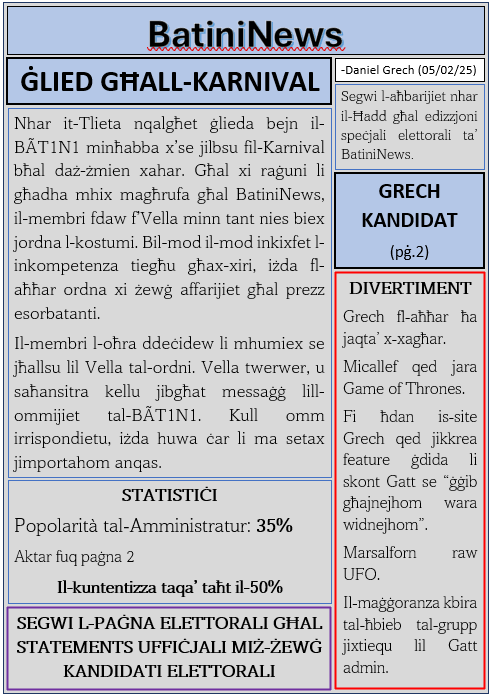 BatiniNews
ĠLIED GĦALL-KARNIVAL
Nhar it-Tlieta nqalgħet ġlieda bejn il-
BÃT1N1 minħabba x’se jilbsu fil-Karnival
bħal daż-żmien xahar. Għal xi raġuni li
għadha mhix magħrufa għal BatiniNews,
il-membri fdaw f’Vella minn tant nies biex
jordna l-kostumi. Bil-mod il-mod inkixfet l-
inkompetenza tiegħu għax-xiri, iżda fl-
aħħar ordna xi żewġ affarijiet għal prezz
esorbatanti.
Il-membri l-oħra ddeċidew li mhumiex se
jħallsu lil Vella tal-ordni. Vella twerwer, u
saħansitra kellu jibgħat messaġġ lill-
ommijiet tal-BÃT1N1. Kull omm
irrispondietu, iżda huwa ċar li ma setax
jimportahom anqas.
STATISTIĊI
Popolarità tal-Amministratur: 35%
Aktar fuq paġna 2
Il-kuntentizza taqa’ taħt il-50%
SEGWI L-PAĠNA ELETTORALI GĦAL
STATEMENTS UFFIĊJALI MIŻ-ŻEWĠ
KANDIDATI ELETTORALI
-Daniel Grech (05/02/25)
Segwi l-aħbarijiet nhar
il-Ħadd għal edizzjoni
speċjali elettorali ta’
BatiniNews.
GRECH
KANDIDAT
(pġ.2)
DIVERTIMENT
Grech fl-aħħar ħa
jaqta’ x-xagħar.
Micallef qed jara
Game of Thrones.
Fi ħdan is-site
Grech qed jikkrea
feature ġdida li
skont Gatt se “ġġib
għajnejhom wara
widnejhom”.
Marsalforn raw
UFO.
Il-maġġoranza kbira
tal-ħbieb tal-grupp
jixtiequ lil Gatt
admin.